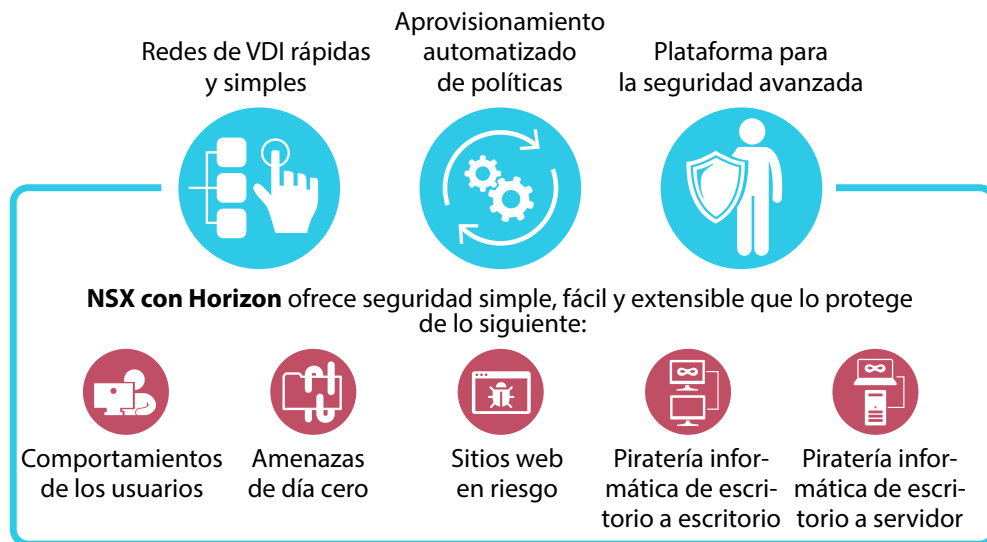 Redes de VDI rápidas
y simples
Aprovisionamiento
automatizado
de políticas
Plataforma para
la seguridad avanzada
NSX con Horizon ofrece seguridad simple, fácil y extensible que lo protege
de lo siguiente:
Comportamientos
de los usuarios
Amenazas
de día cero
Sitios web
en riesgo
Piratería infor-
mática de escri-
torio a escritorio
Piratería infor-
mática de escri-
torio a servidor